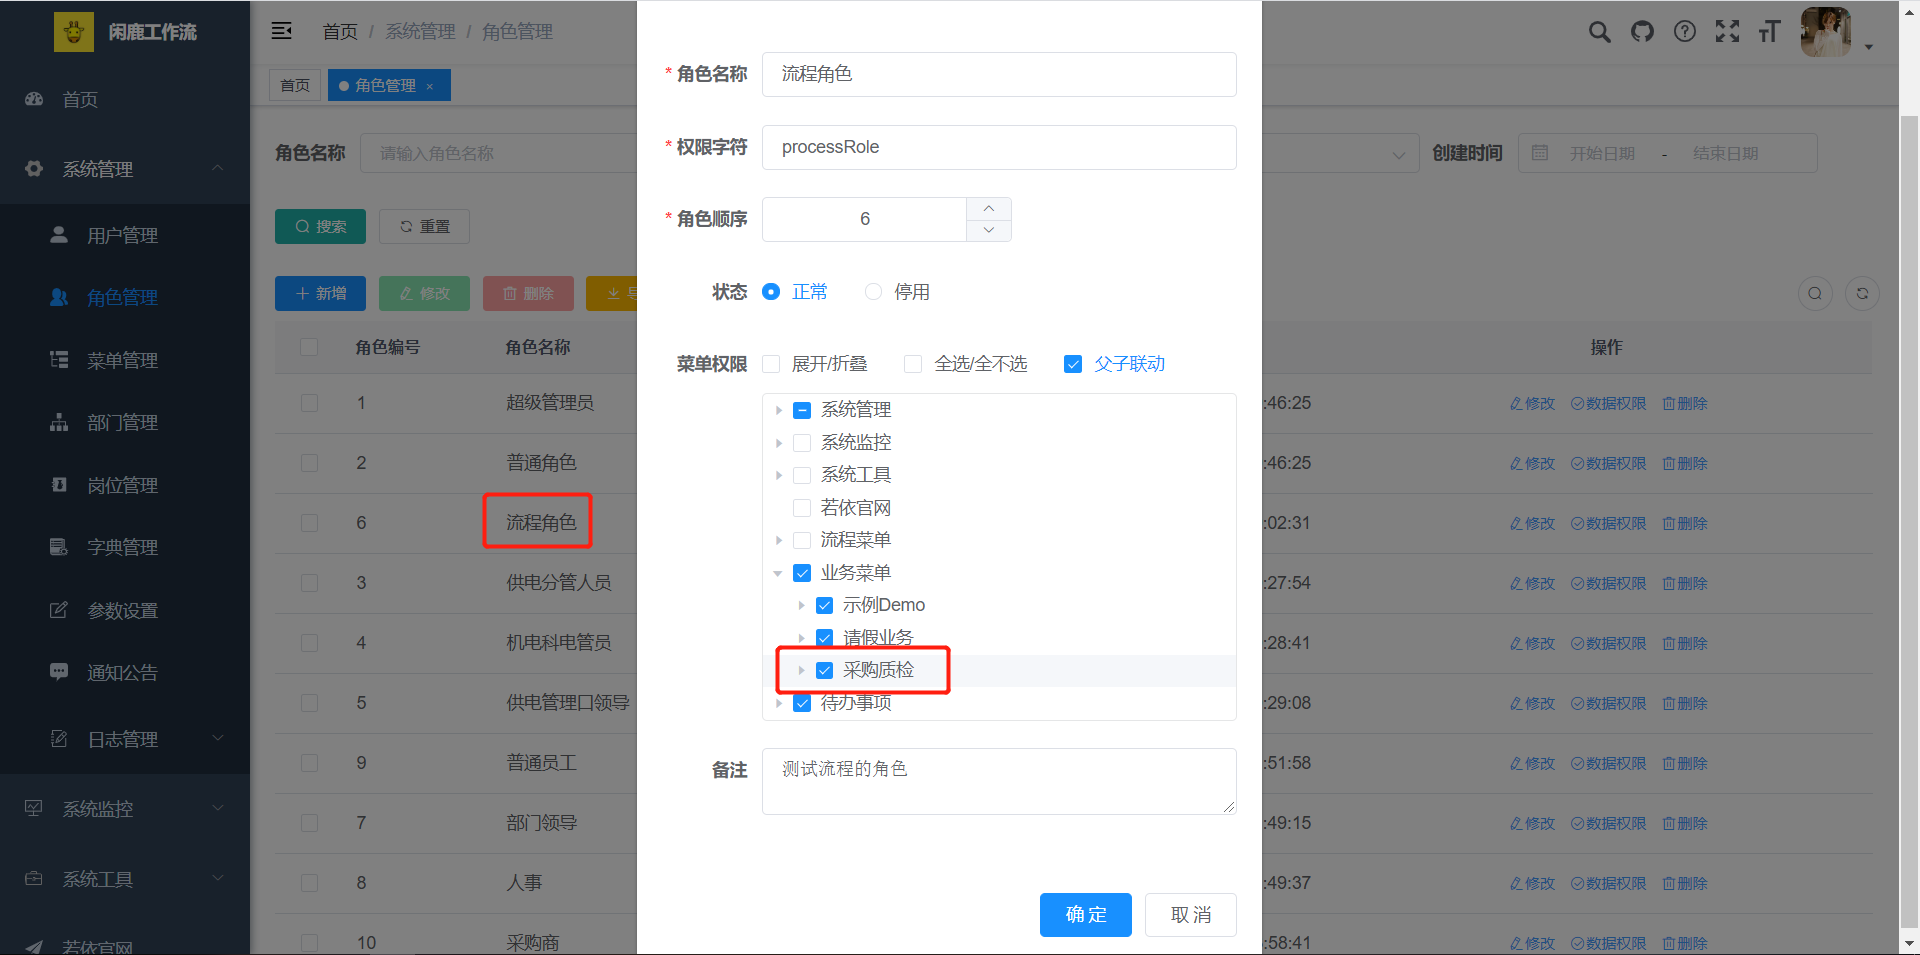 闲鹿工作流
首页
系统管理
用户管理
角色管理
菜单管理
部门管理
岗位管理
字典管理
参数设置
通知公告
日志管理
系统监控
系统工具
若依官网
首页 / 系统管理 / 角色管理
首页
角色管理 ×
角色名称 请输入角色名称
创建时间 开始日期 - 结束日期
搜索 重置
新增 修改 删除
角色编号 角色名称 操作
1 超级管理员 :46:25 修改 数据权限 删除
2 普通角色 :46:25 修改 数据权限 删除
6 流程角色 :02:31 修改 数据权限 删除
3 供电分管人员 :27:54 修改 数据权限 删除
4 机电科电管员 :28:41 修改 数据权限 删除
5 供电管理口领导 :29:08 修改 数据权限 删除
9 普通员工 :51:58 修改 数据权限 删除
7 部门领导 :49:15 修改 数据权限 删除
8 人事 :49:37 修改 数据权限 删除
10 采购商 :58:41 修改 数据权限 删除
* 角色名称 流程角色
* 权限字符 processRole
* 角色顺序 6
状态 正常 停用
菜单权限 展开/折叠 全选/全不选 父子联动
系统管理
系统监控
系统工具
若依官网
流程菜单
业务菜单
示例Demo
请假业务
采购质检
待办事项
备注 测试流程的角色
确 定 取 消